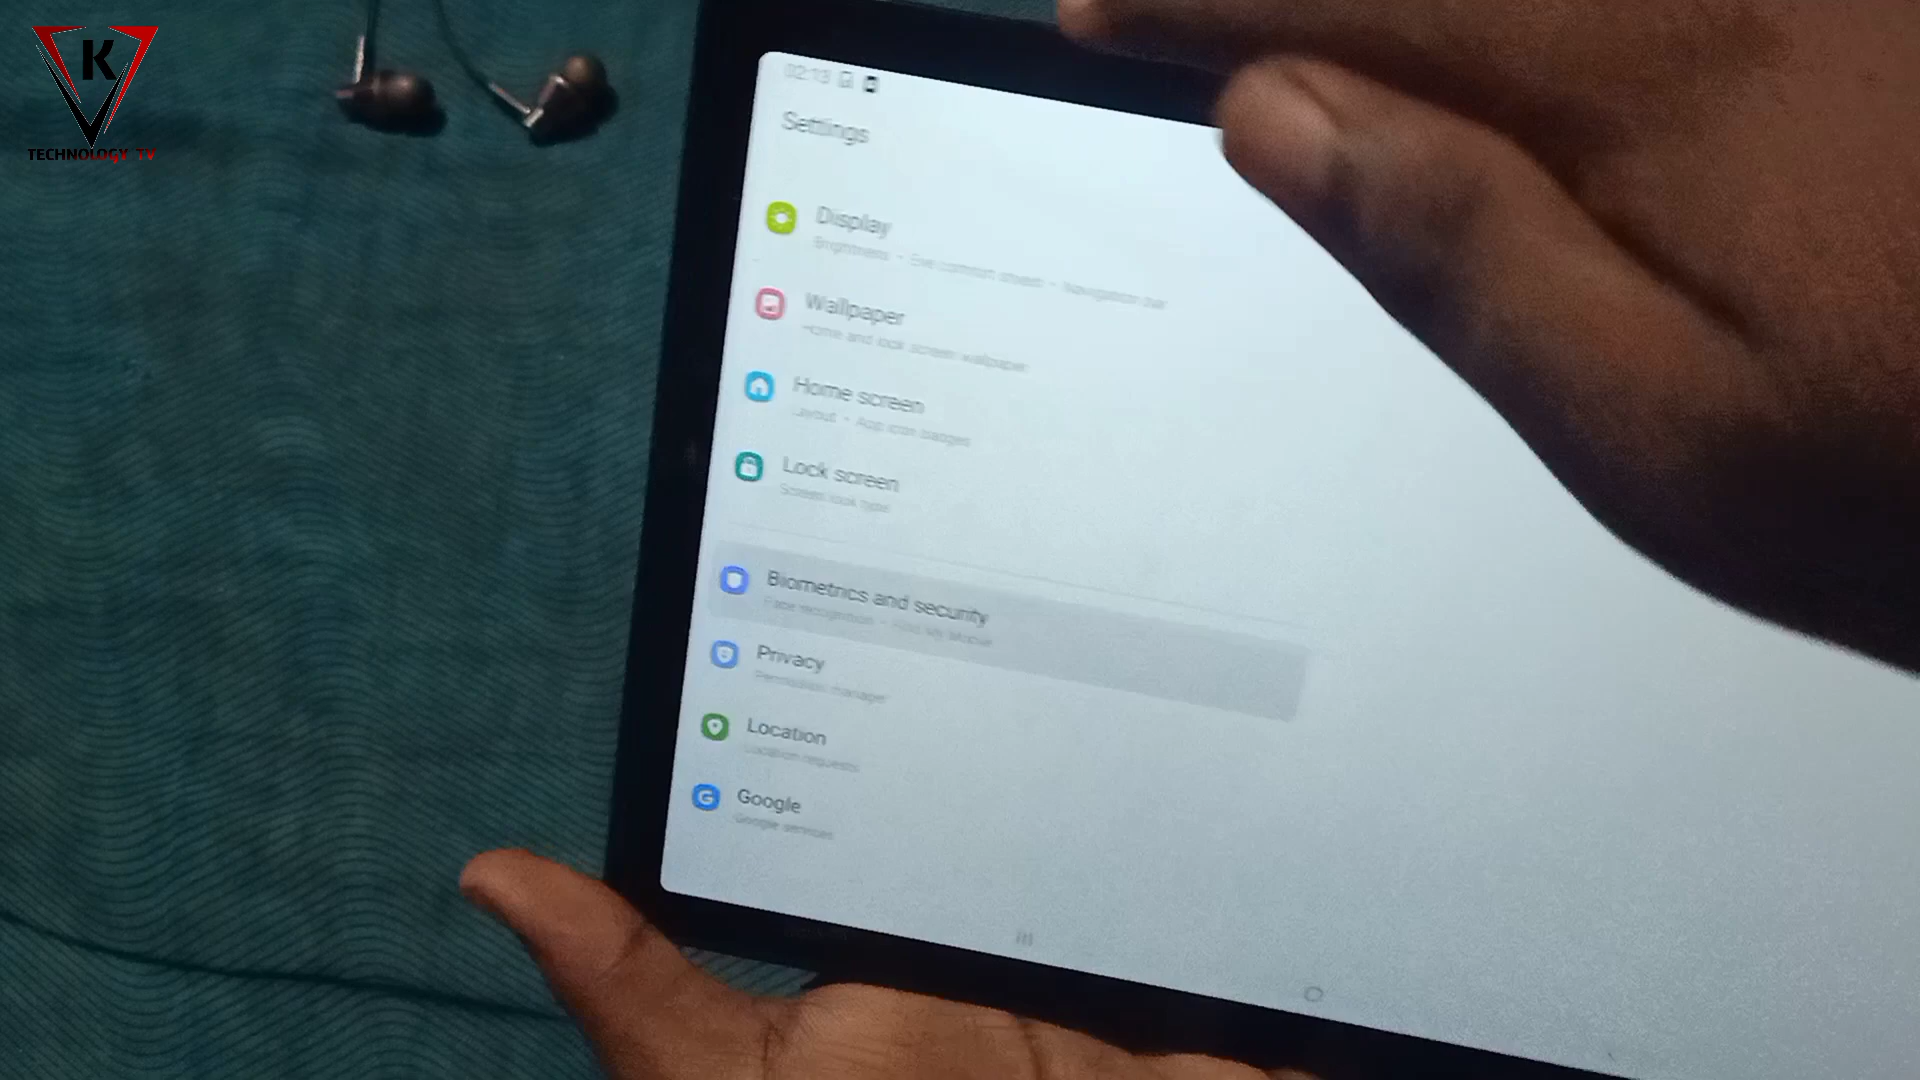 K
TECHNOLOGY TV
02:13
Settings
Display
Brightness • Eye comfort shield • Navigation bar
Wallpaper
Home and lock screen wallpaper
Home screen
Layout • App icon badges
Lock screen
Screen lock type
Biometrics and security
Face recognition • Find My Mobile
Privacy
Permission manager
Location
Location requests
Google
Google services